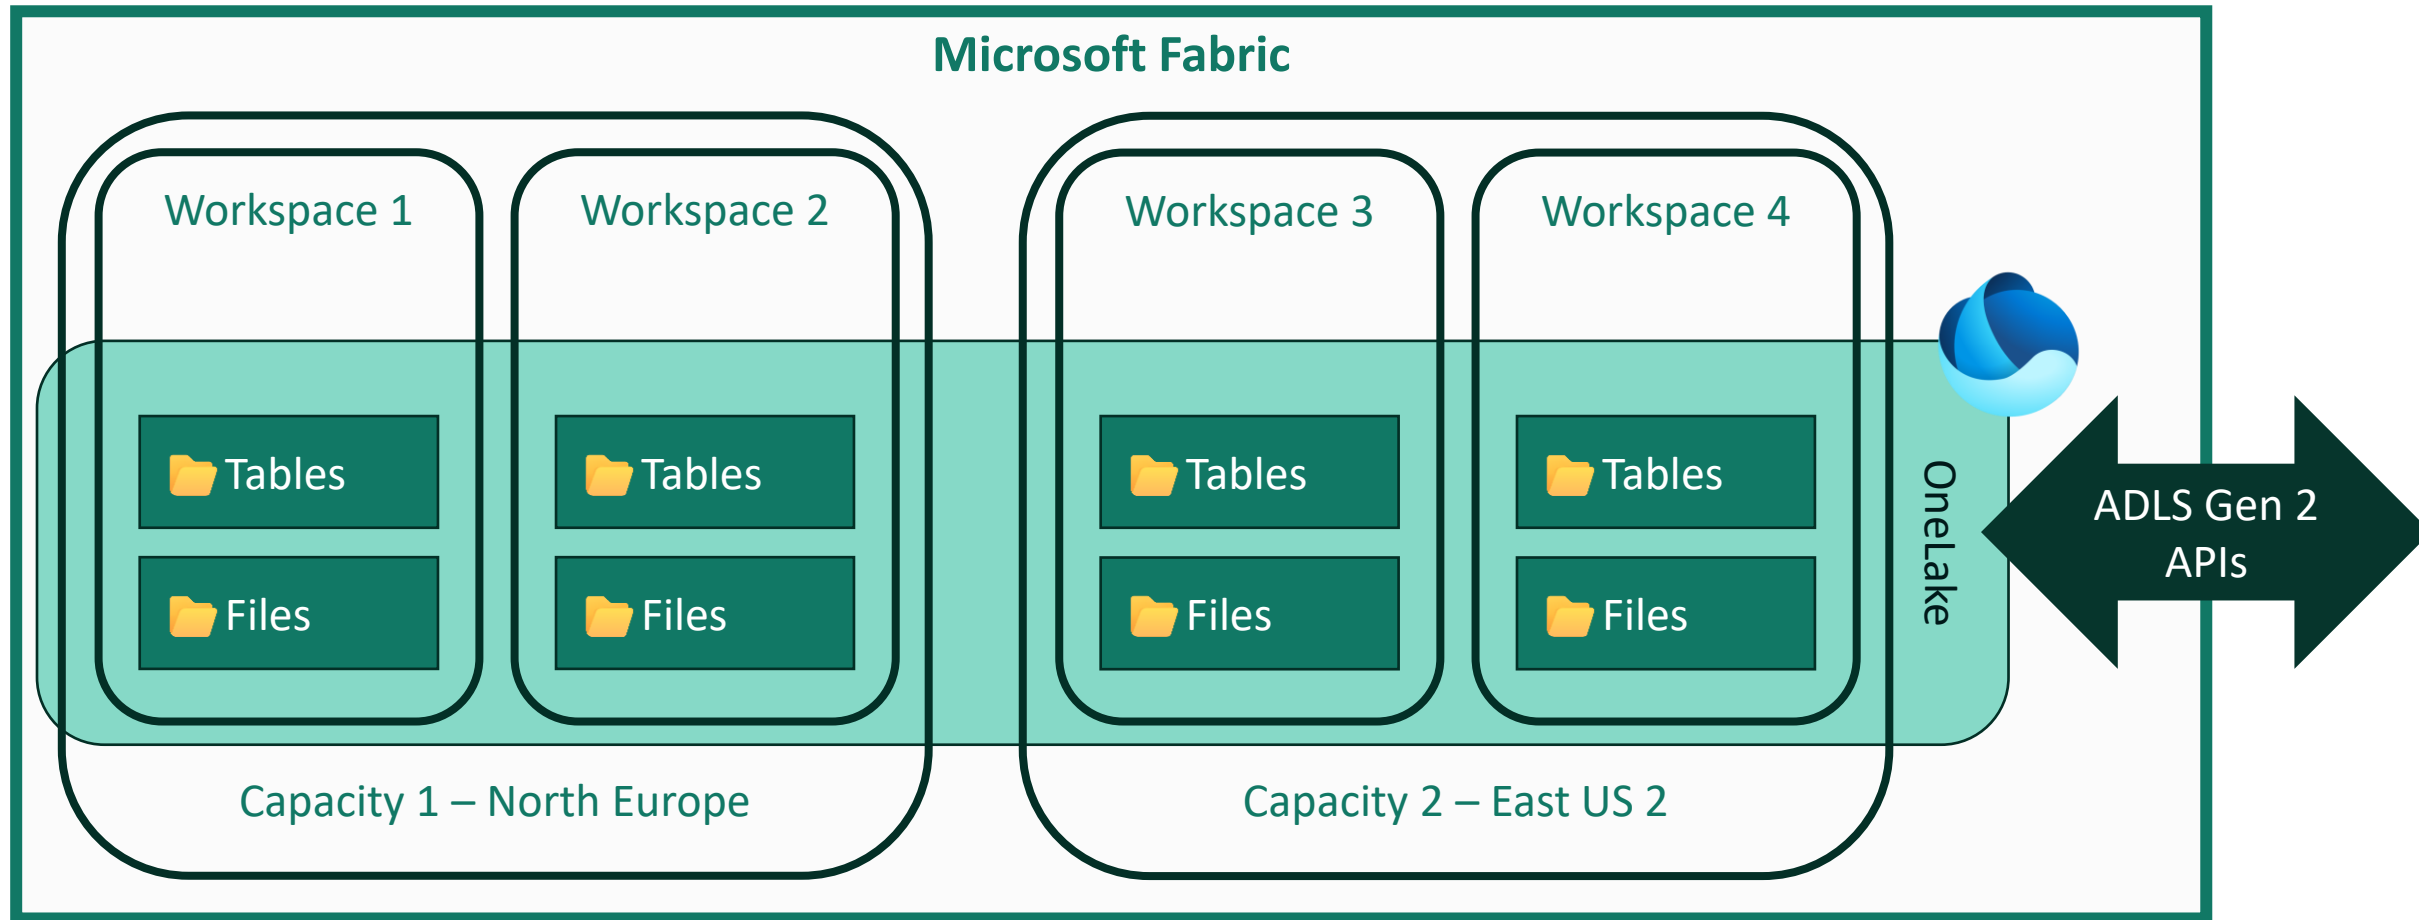 Microsoft Fabric
Workspace 1
Workspace 2
Workspace 3
Workspace 4
Tables
Tables
Tables
Tables
Files
Files
Files
Files
OneLake
ADLS Gen 2
APIs
Capacity 1 – North Europe
Capacity 2 – East US 2